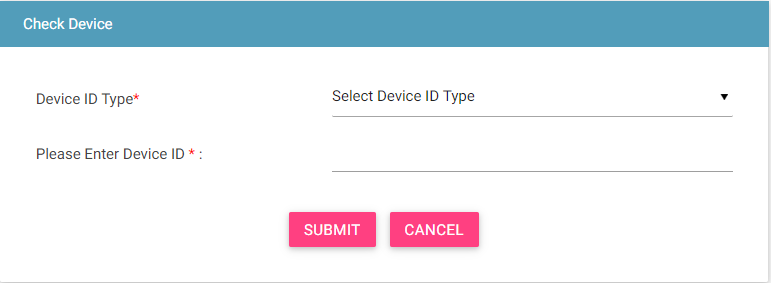 Check Device
Device ID Type*
Select Device ID Type
Please Enter Device ID * :
SUBMIT CANCEL